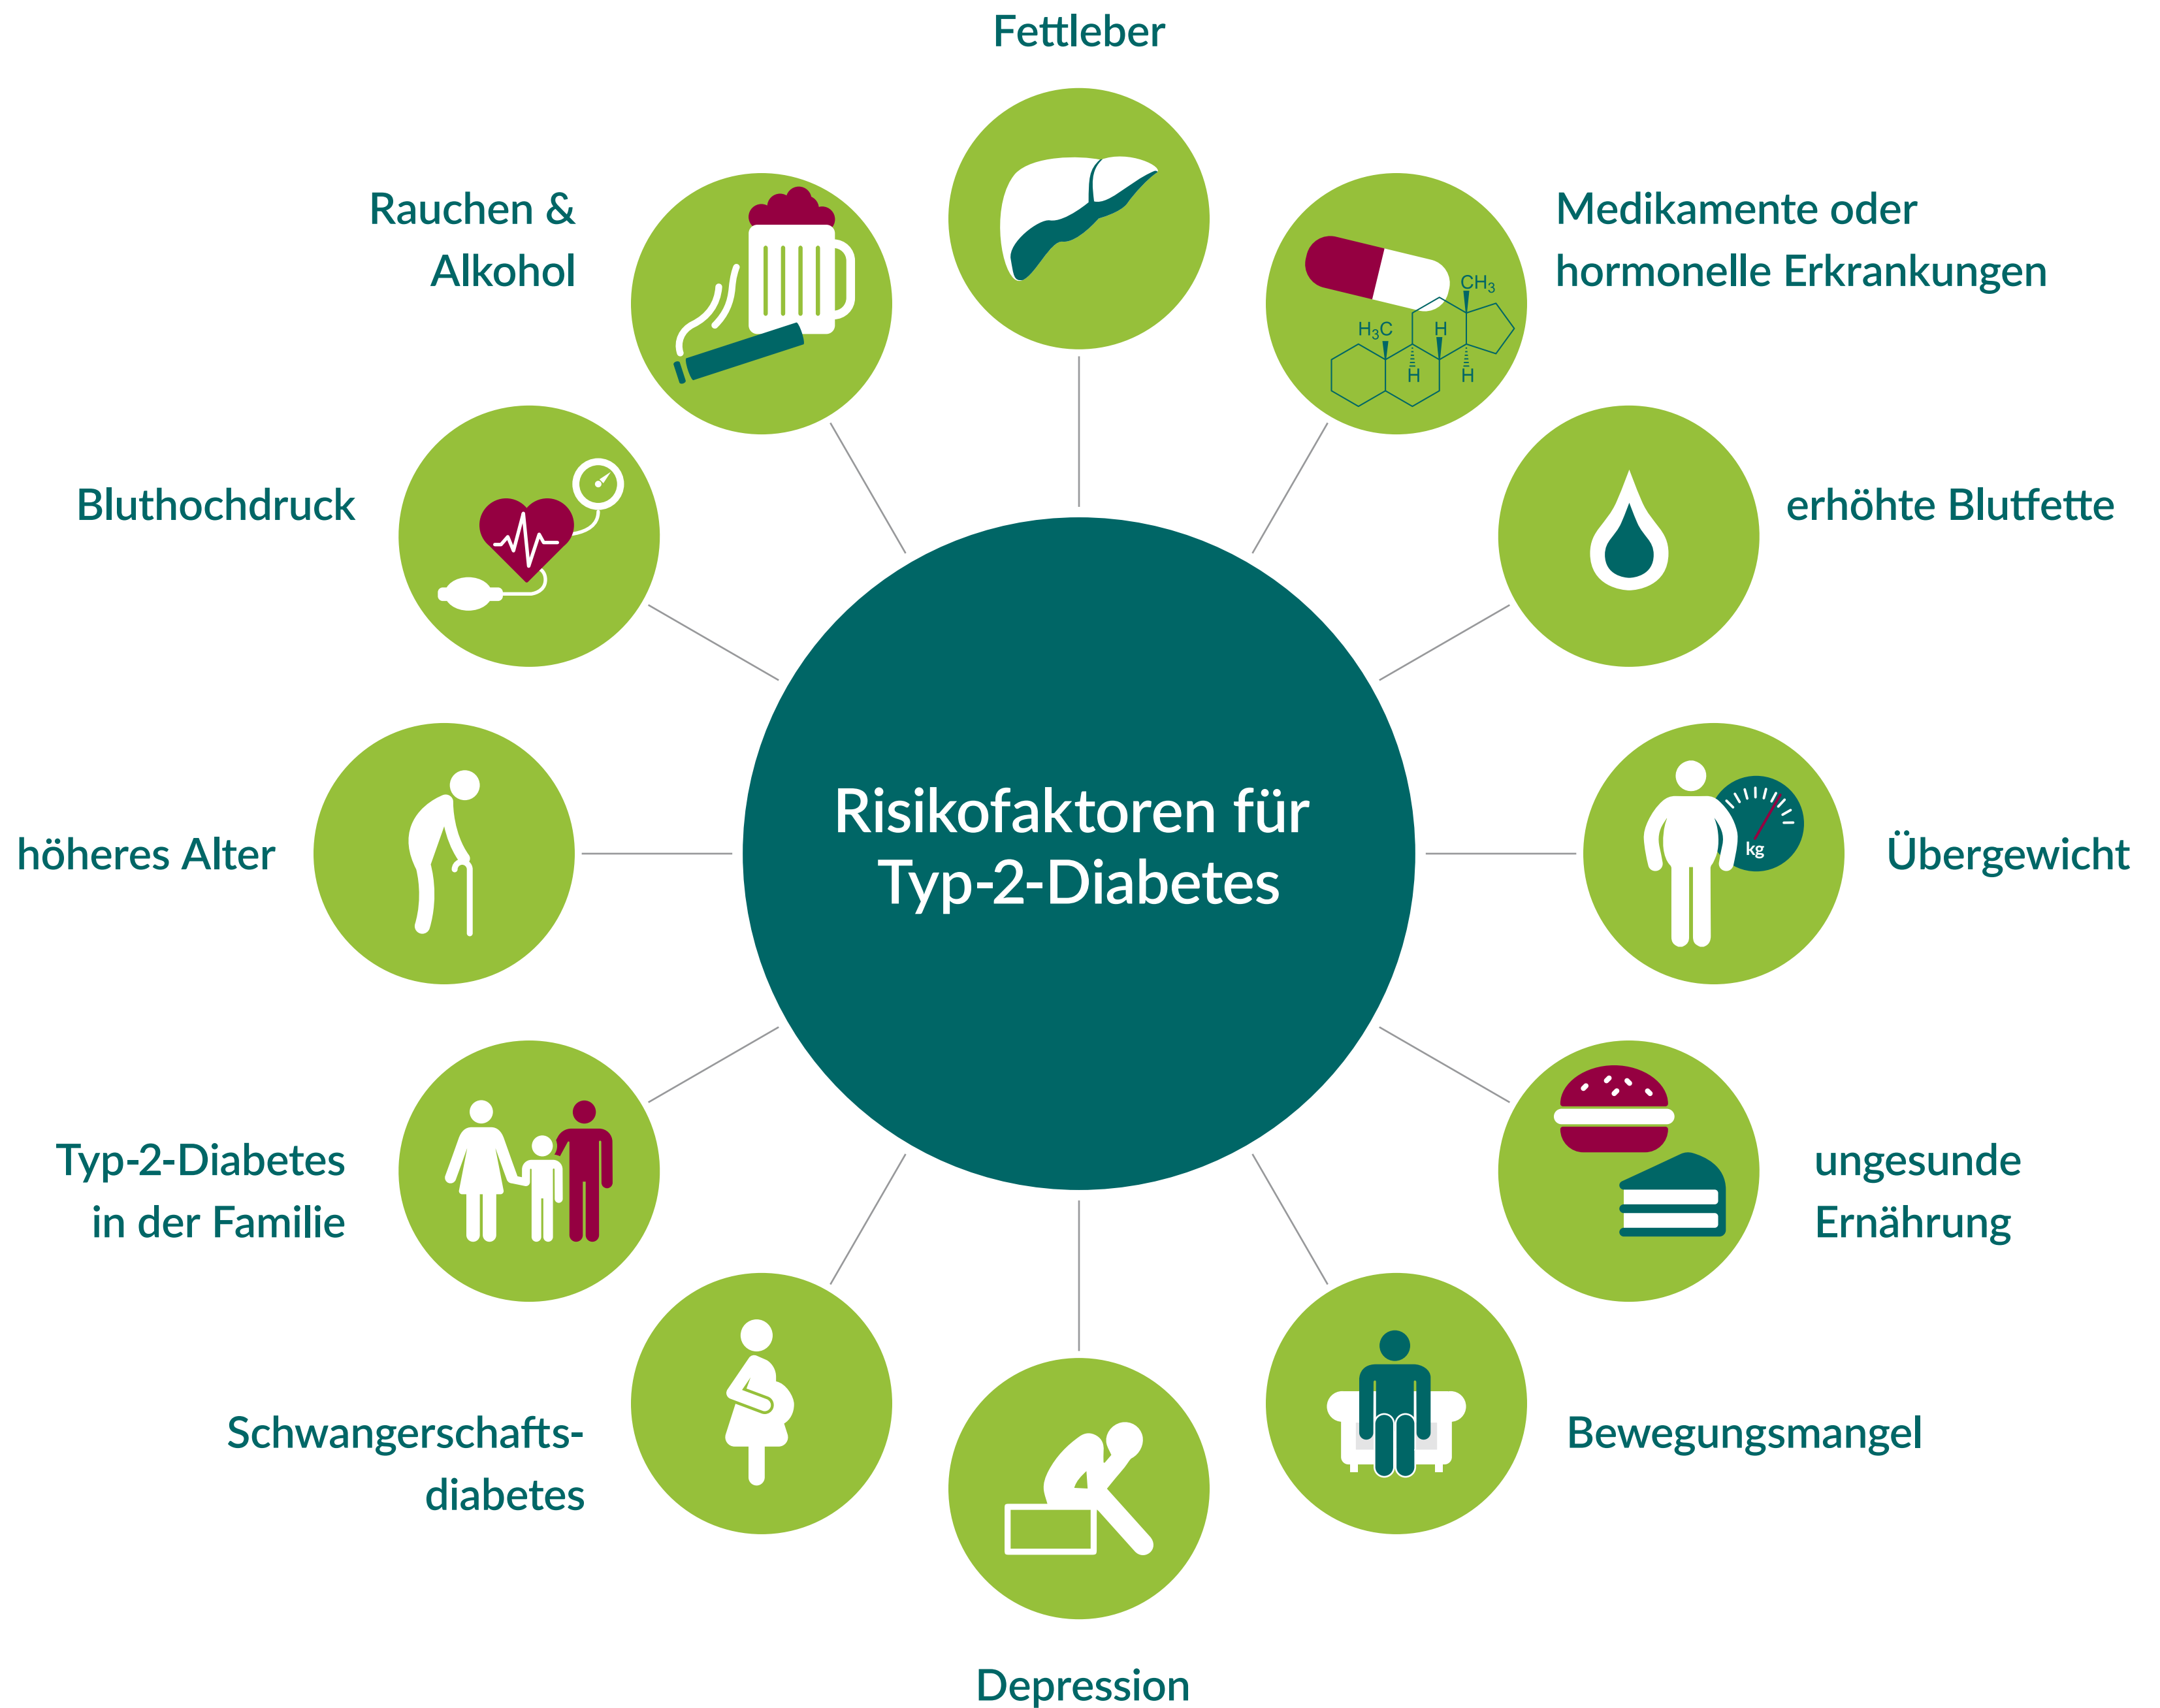 Fettleber
Rauchen &
Alkohol
Medikamente oder
hormonelle Erkrankungen
CH3
H3C
H
H
H
Bluthochdruck
erhöhte Blutfette
Risikofaktoren für
Typ-2-Diabetes
höheres Alter
kg
Übergewicht
Typ-2-Diabetes
in der Familie
ungesunde
Ernährung
Schwangerschafts-
diabetes
Bewegungsmangel
Depression